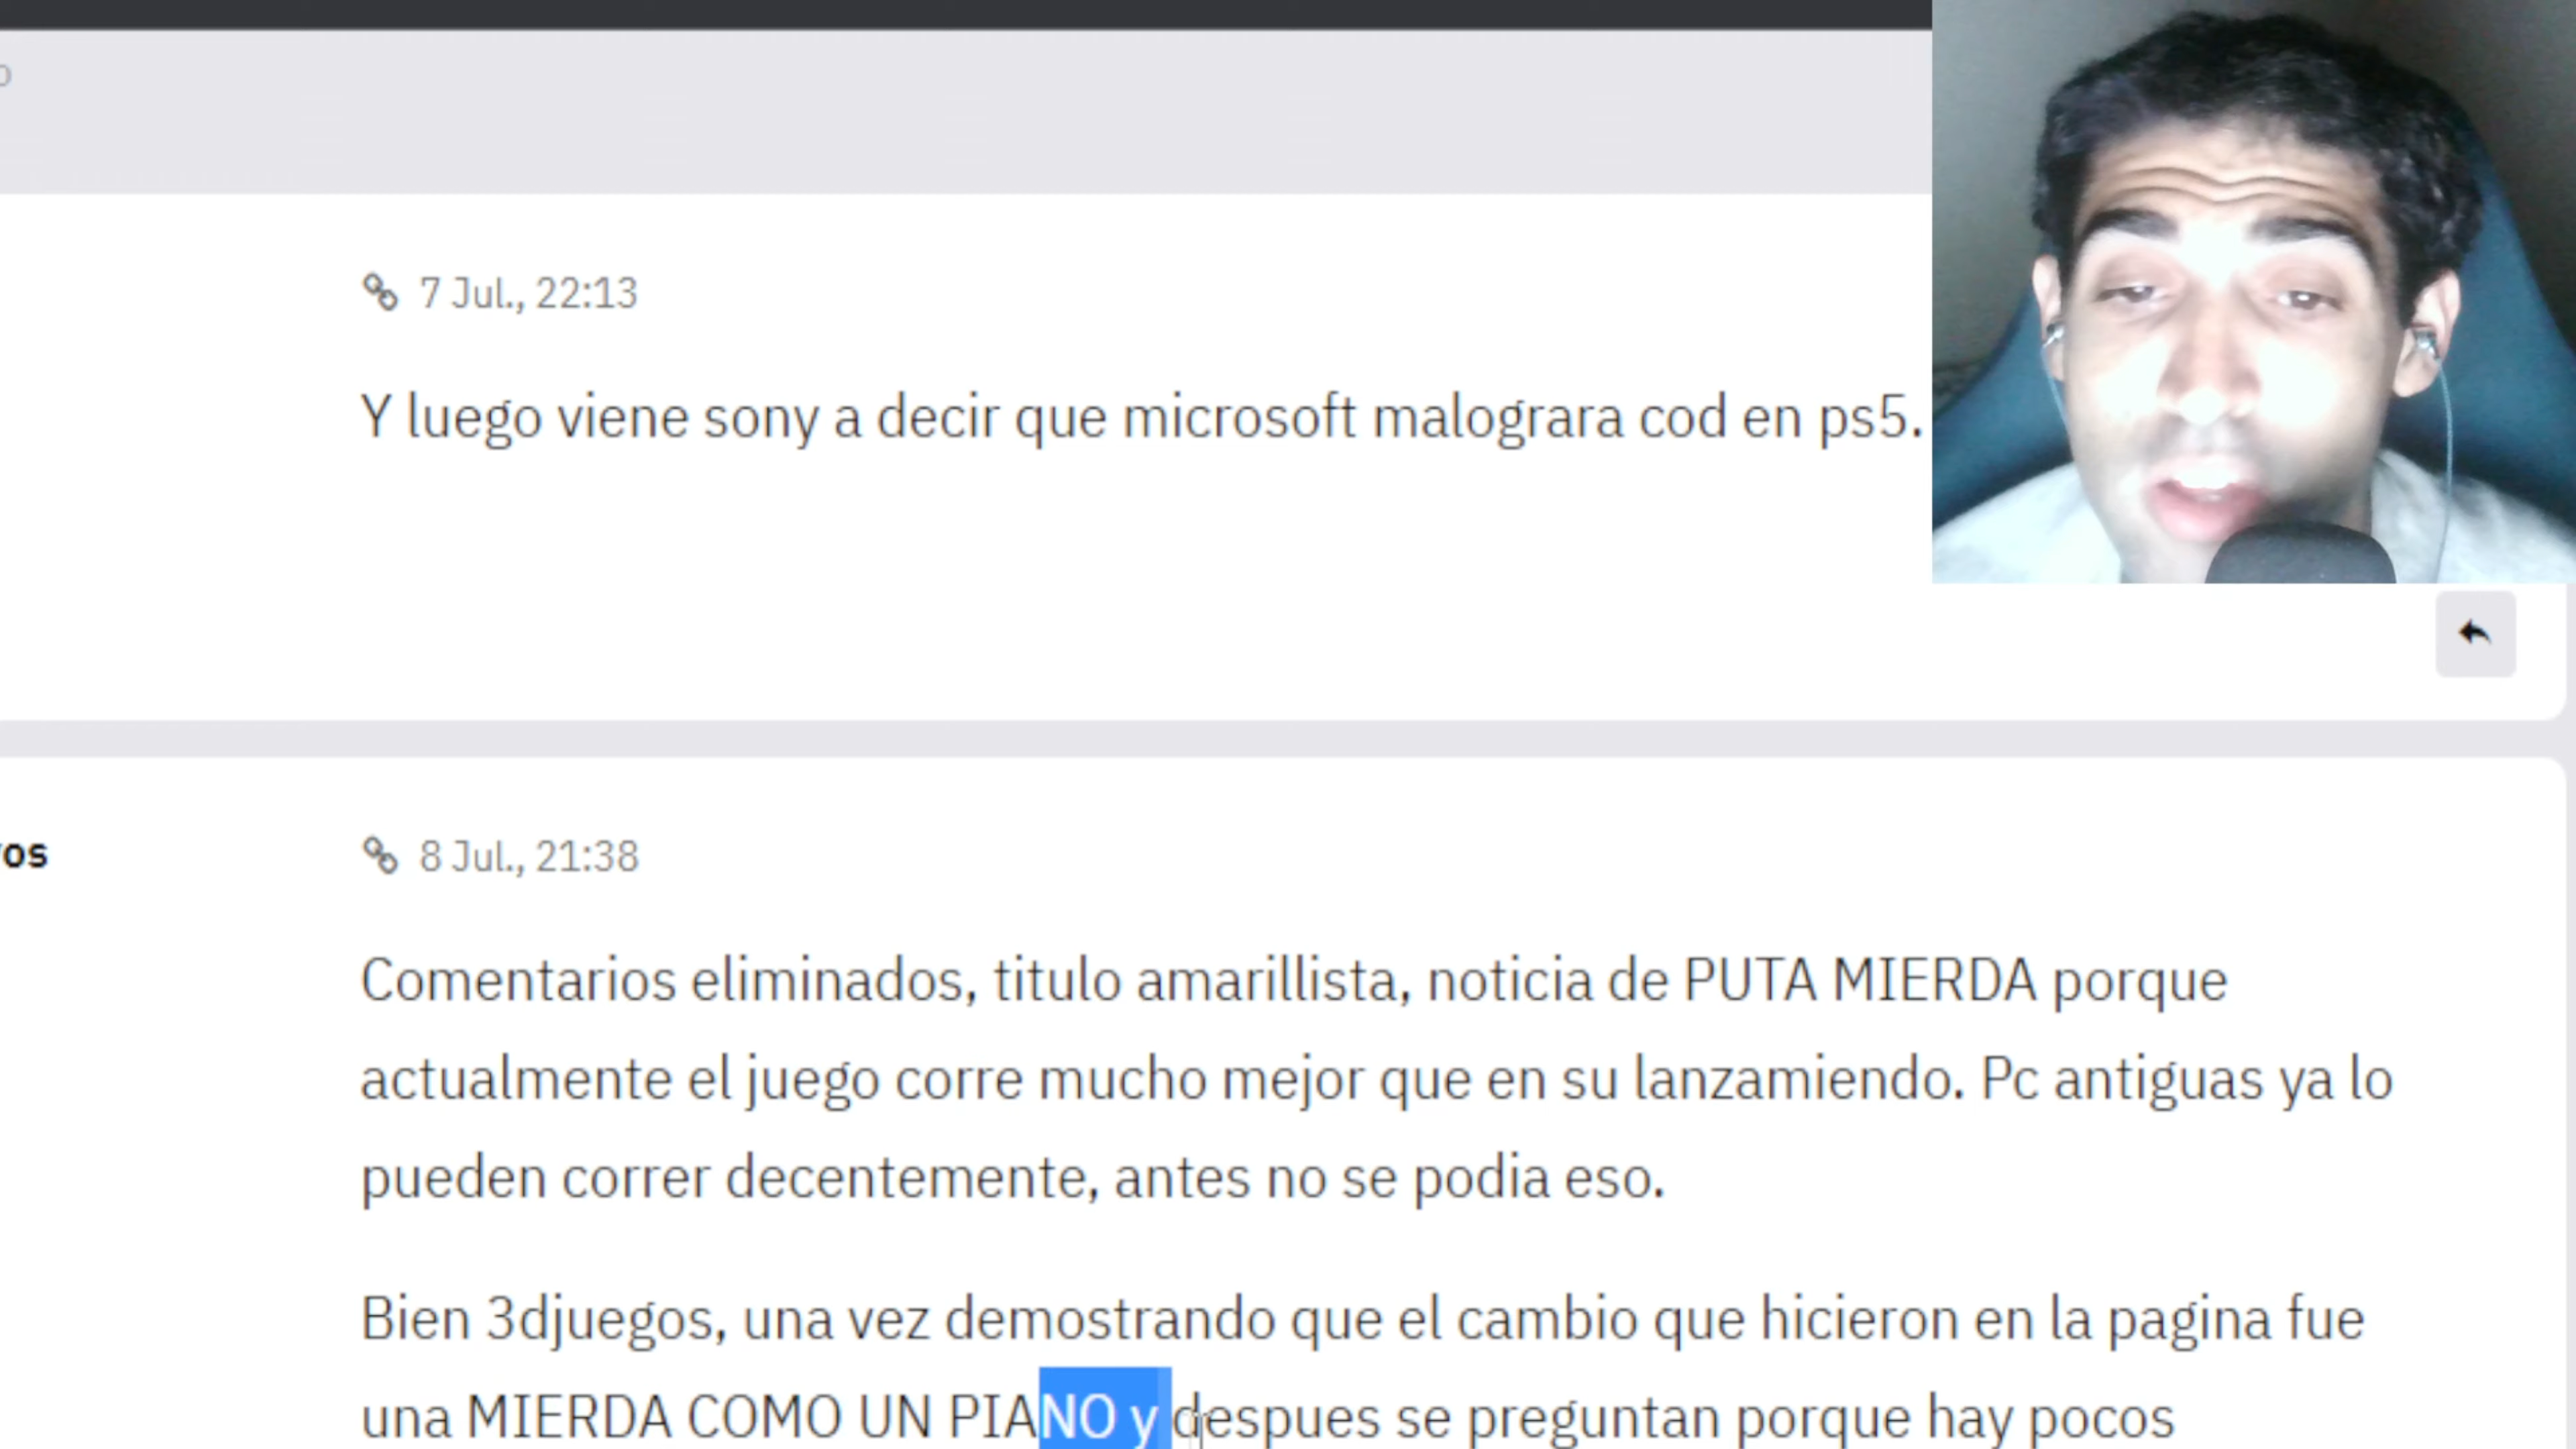 7 Jul., 22:13
Y luego viene sony a decir que microsoft malograra cod en ps5.
8 Jul., 21:38
Comentarios eliminados, titulo amarillista, noticia de PUTA MIERDA porque
actualmente el juego corre mucho mejor que en su lanzamiendo. Pc antiguas ya lo
pueden correr decentemente, antes no se podia eso.
Bien 3djuegos, una vez demostrando que el cambio que hicieron en la pagina fue
una MIERDA COMO UN PIANO y despues se preguntan porque hay pocos